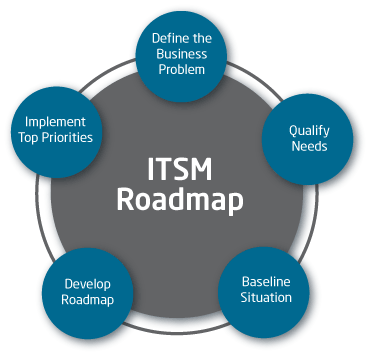 Define the
Business
Problem
Qualify
Needs
Baseline
Situation
Develop
Roadmap
Implement
Top Priorities
ITSM
Roadmap